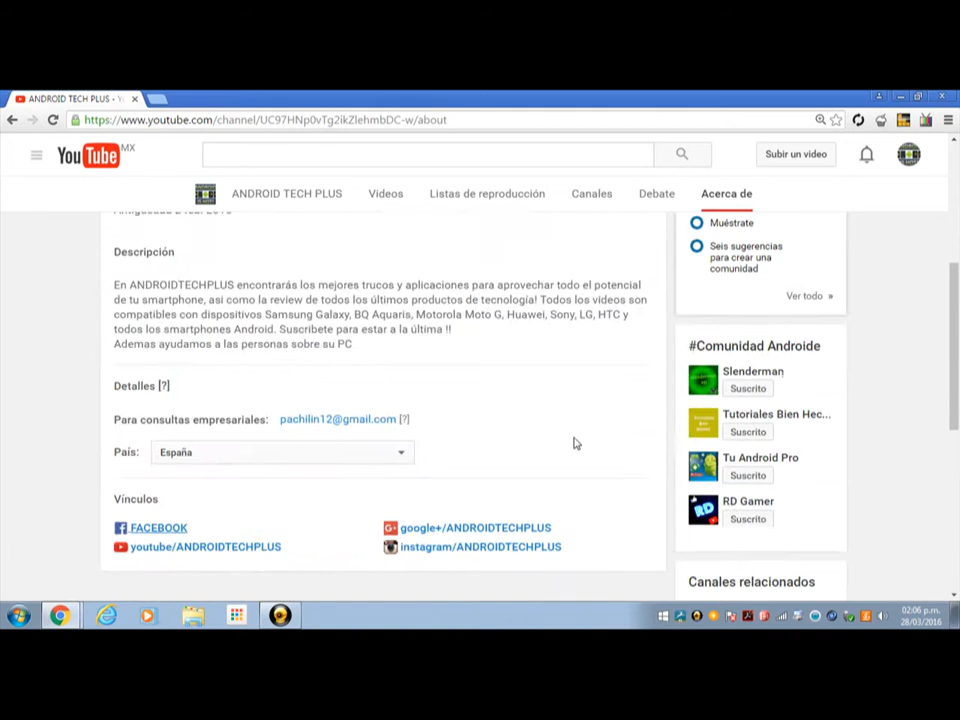 ANDROID TECH PLUS - Y
https://www.youtube.com/channel/UC97HNp0vTg2ikZlehmbDC-w/about
YouTube MX
Subir un video
ANDROID TECH PLUS Videos Listas de reproducción Canales Debate Acerca de
Muéstrate
Seis sugerencias
para crear una
comunidad
Ver todo »
Descripción
En ANDROIDTECHPLUS encontrarás los mejores trucos y aplicaciones para aprovechar todo el potencial
de tu smartphone, asi como la review de todos los últimos productos de tecnología! Todos los videos son
compatibles con dispositivos Samsung Galaxy, BQ Aquaris, Motorola Moto G, Huawei, Sony, LG, HTC y
todos los smartphones Android. Suscribete para estar a la última !!
Ademas ayudamos a las personas sobre su PC
Detalles [?]
Para consultas empresariales: pachilin12@gmail.com [?]
País: España
Vínculos
FACEBOOK google+/ANDROIDTECHPLUS
youtube/ANDROIDTECHPLUS instagram/ANDROIDTECHPLUS
#Comunidad Androide
Slenderman
Suscrito
Tutoriales Bien Hec...
Suscrito
Tu Android Pro
Suscrito
RD Gamer
Suscrito
Canales relacionados
02:06 p.m.
28/03/2016